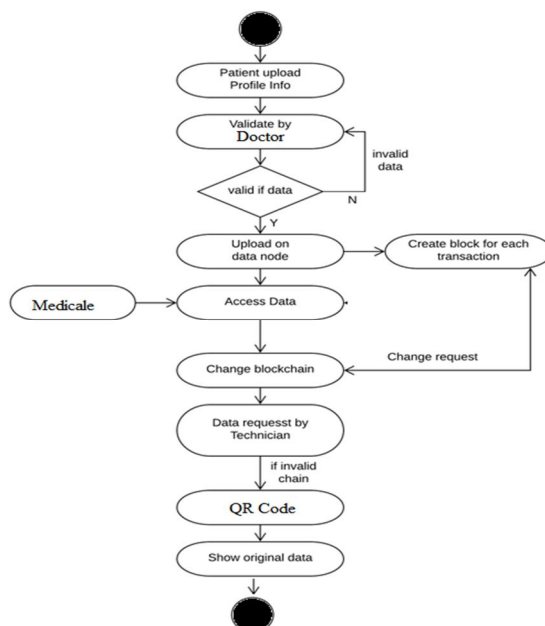 Patient upload
Profile Info
Validate by
Doctor
invalid
data
valid if data
N
Y
Upload on
data node
Create block for each
transaction
Medicale
Access Data
Change request
Change blockchain
Data requesst by
Technician
if invalid
chain
QR Code
Show original data